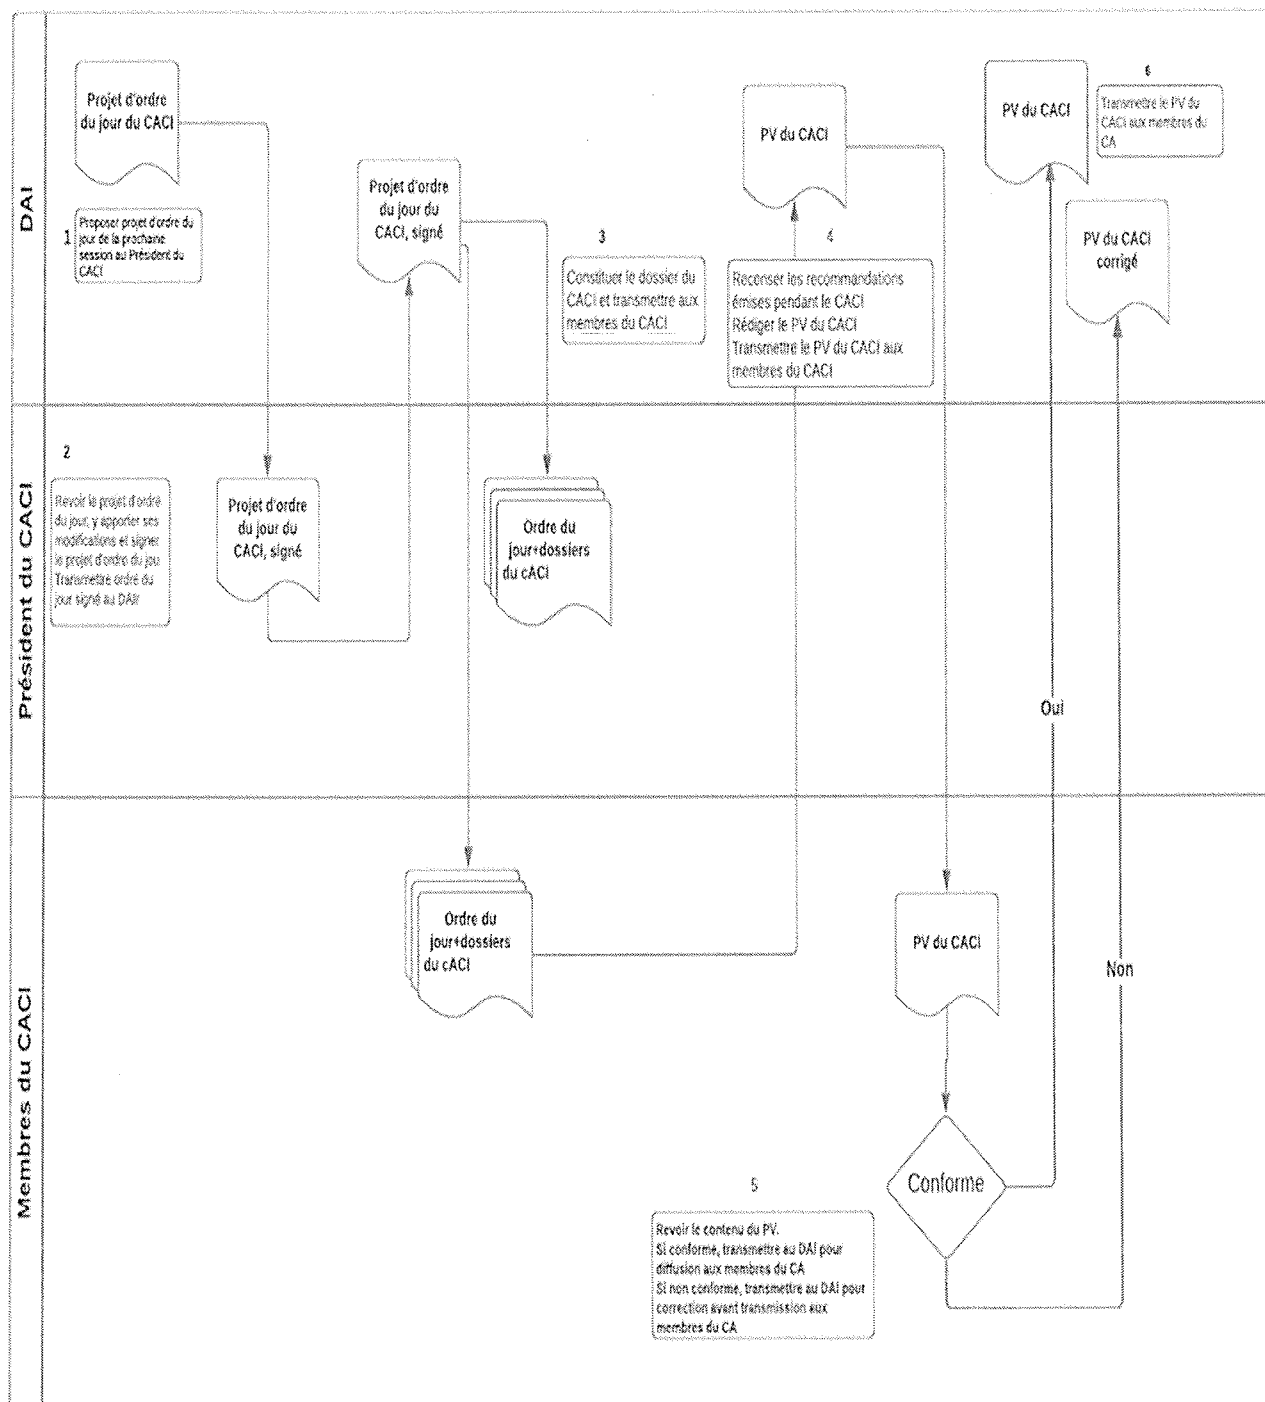 DAI
Projet d'ordre
du jour du CACI
1
Proposer projet d'ordre du
jour de la prochaine
session au Président du
CACI
Projet d'ordre
du jour du
CACI, signé
3
Constituer le dossier du
CACI et transmettre aux
membres du CACI
PV du CACI
4
Recenser les recommandations
émises pendant le CACI
Rédiger le PV du CACI
Transmettre le PV du CACI aux
membres du CACI
PV du CACI
6
Transmettre le PV du
CACI aux membres du
CA
PV du CACI
corrigé
Président du CACI
2
Revoir le projet d'ordre
du jour, y apporter ses
modifications et signer
le projet d'ordre du jou
Transmettre ordre du
jour signé au DAIr
Projet d'ordre
du jour du
CACI, signé
Ordre du
jour+dossiers
du cACI
Oui
Membres du CACI
Ordre du
jour+dossiers
du cACI
PV du CACI
Non
Conforme
5
Revoir le contenu du PV.
Si conforme, transmettre au DAI pour
diffusion aux membres du CA
Si non conforme, transmettre au DAI pour
correction avant transmission aux
membres du CA